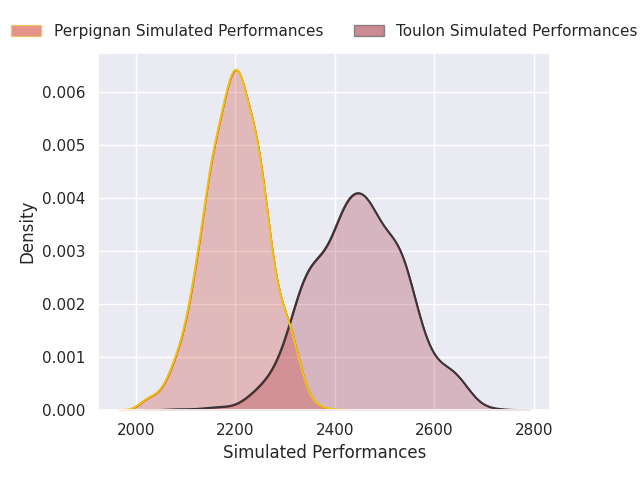 Perpignan Simulated Performances
Toulon Simulated Performances
0.006
0.005
0.004
0.003
0.002
0.001
0.000
Density
2000 2200 2400 2600 2800
Simulated Performances